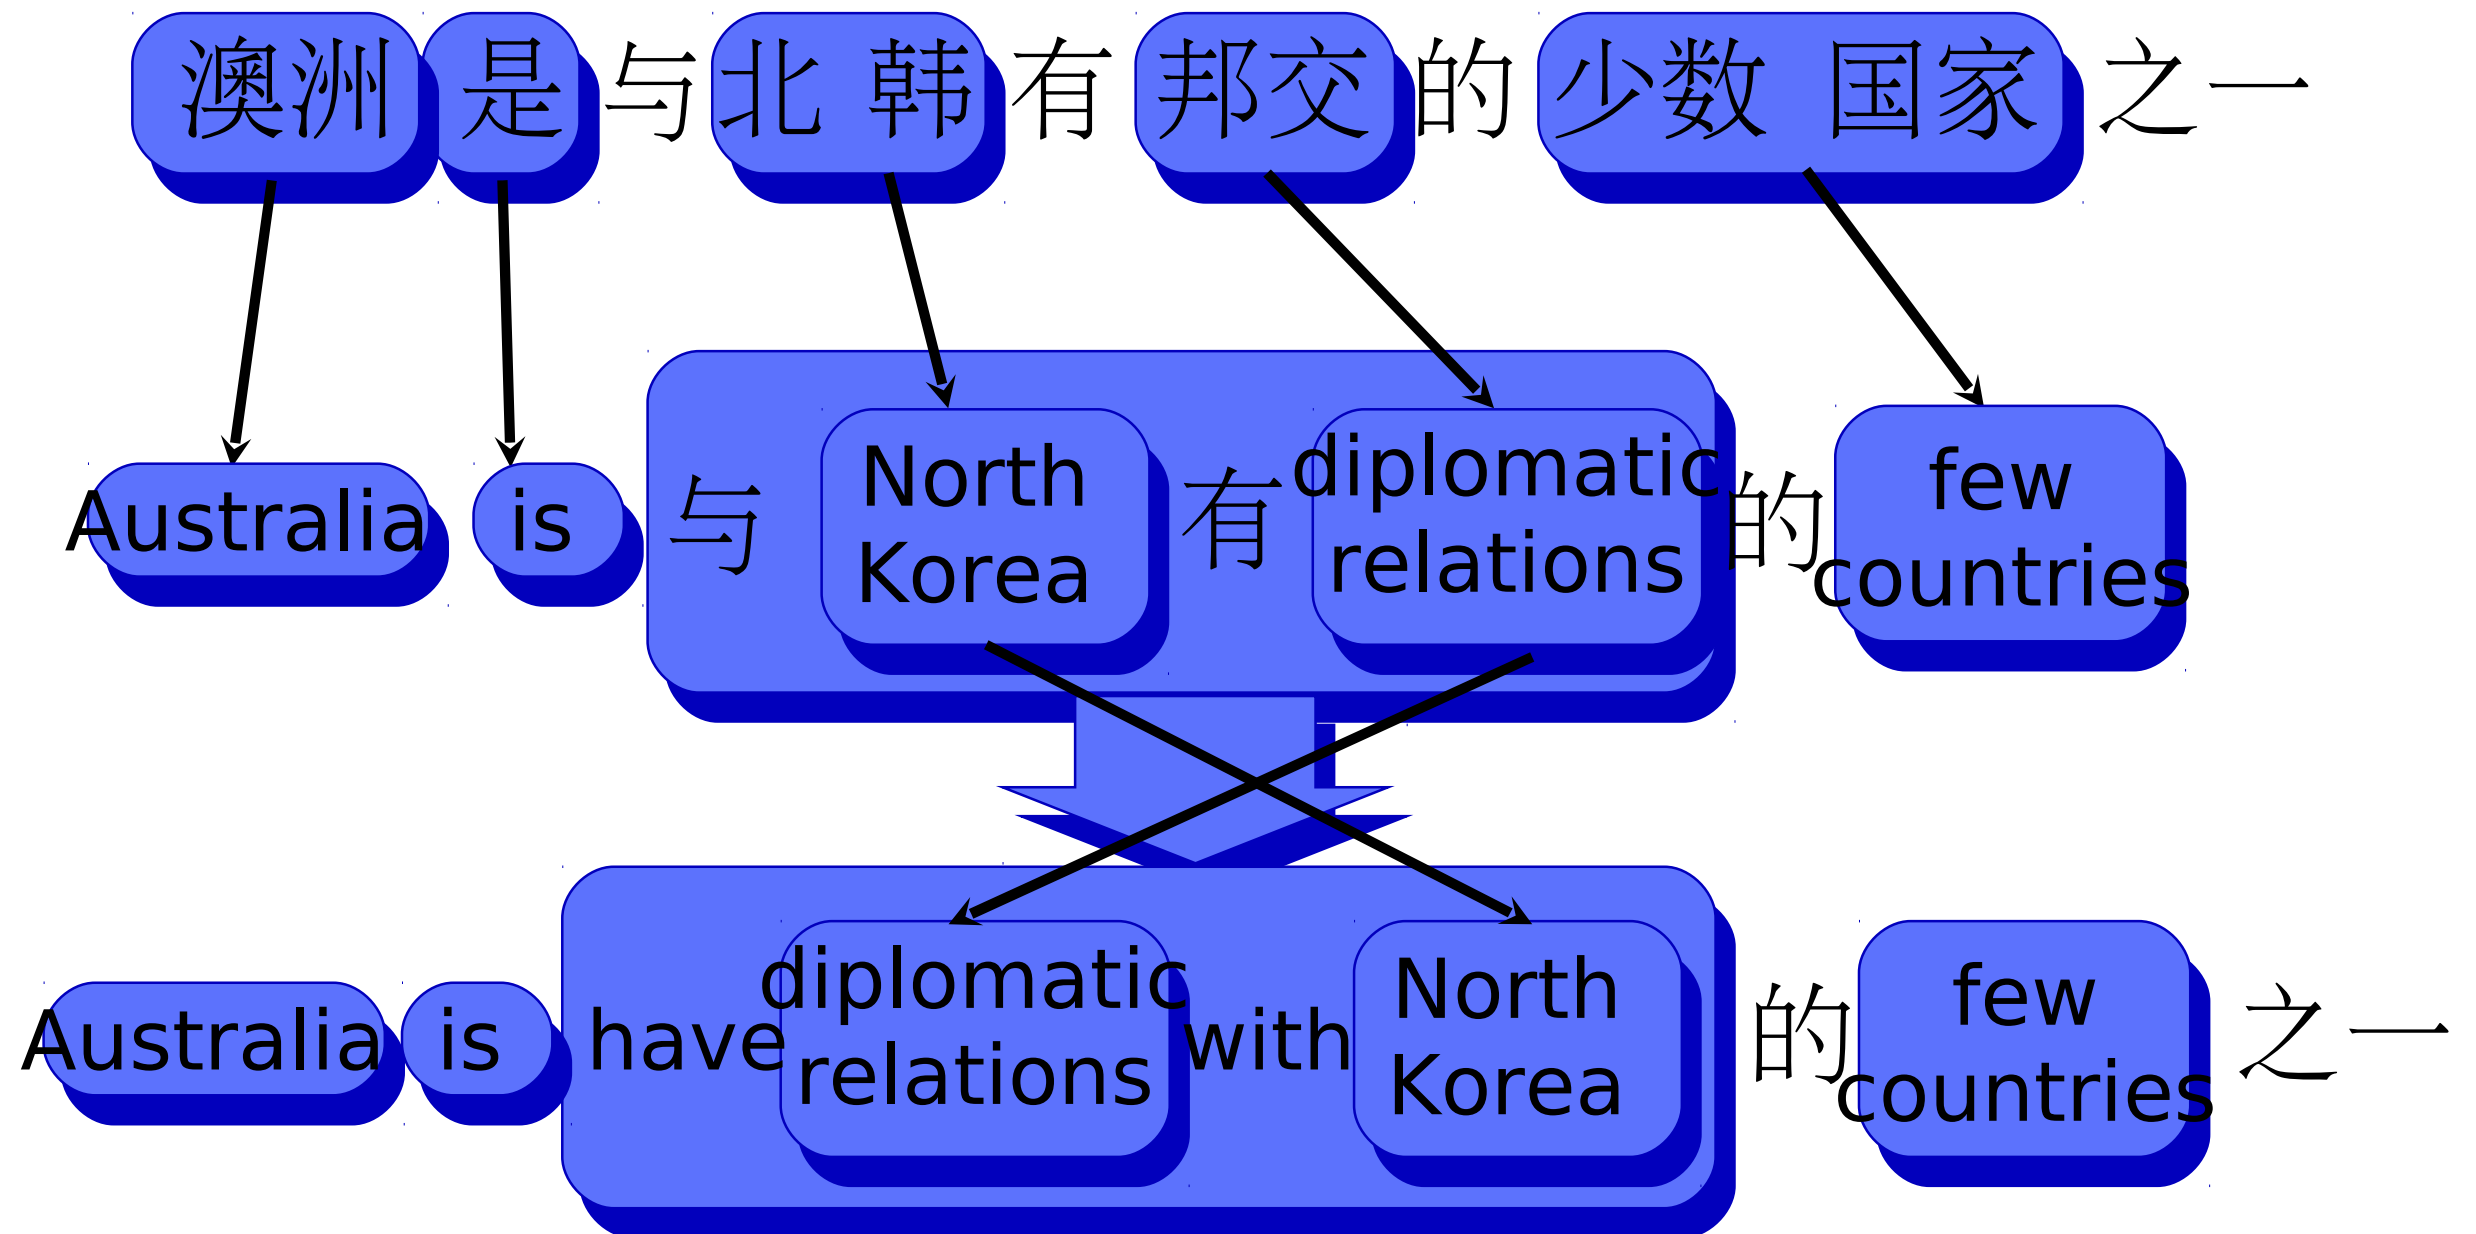 澳洲 是 与 北 韩 有 邦交 的 少数 国家 之一
Australia is 与 North Korea 有 diplomatic relations 的 few countries
Australia is have diplomatic relations with North Korea 的 few countries 之一